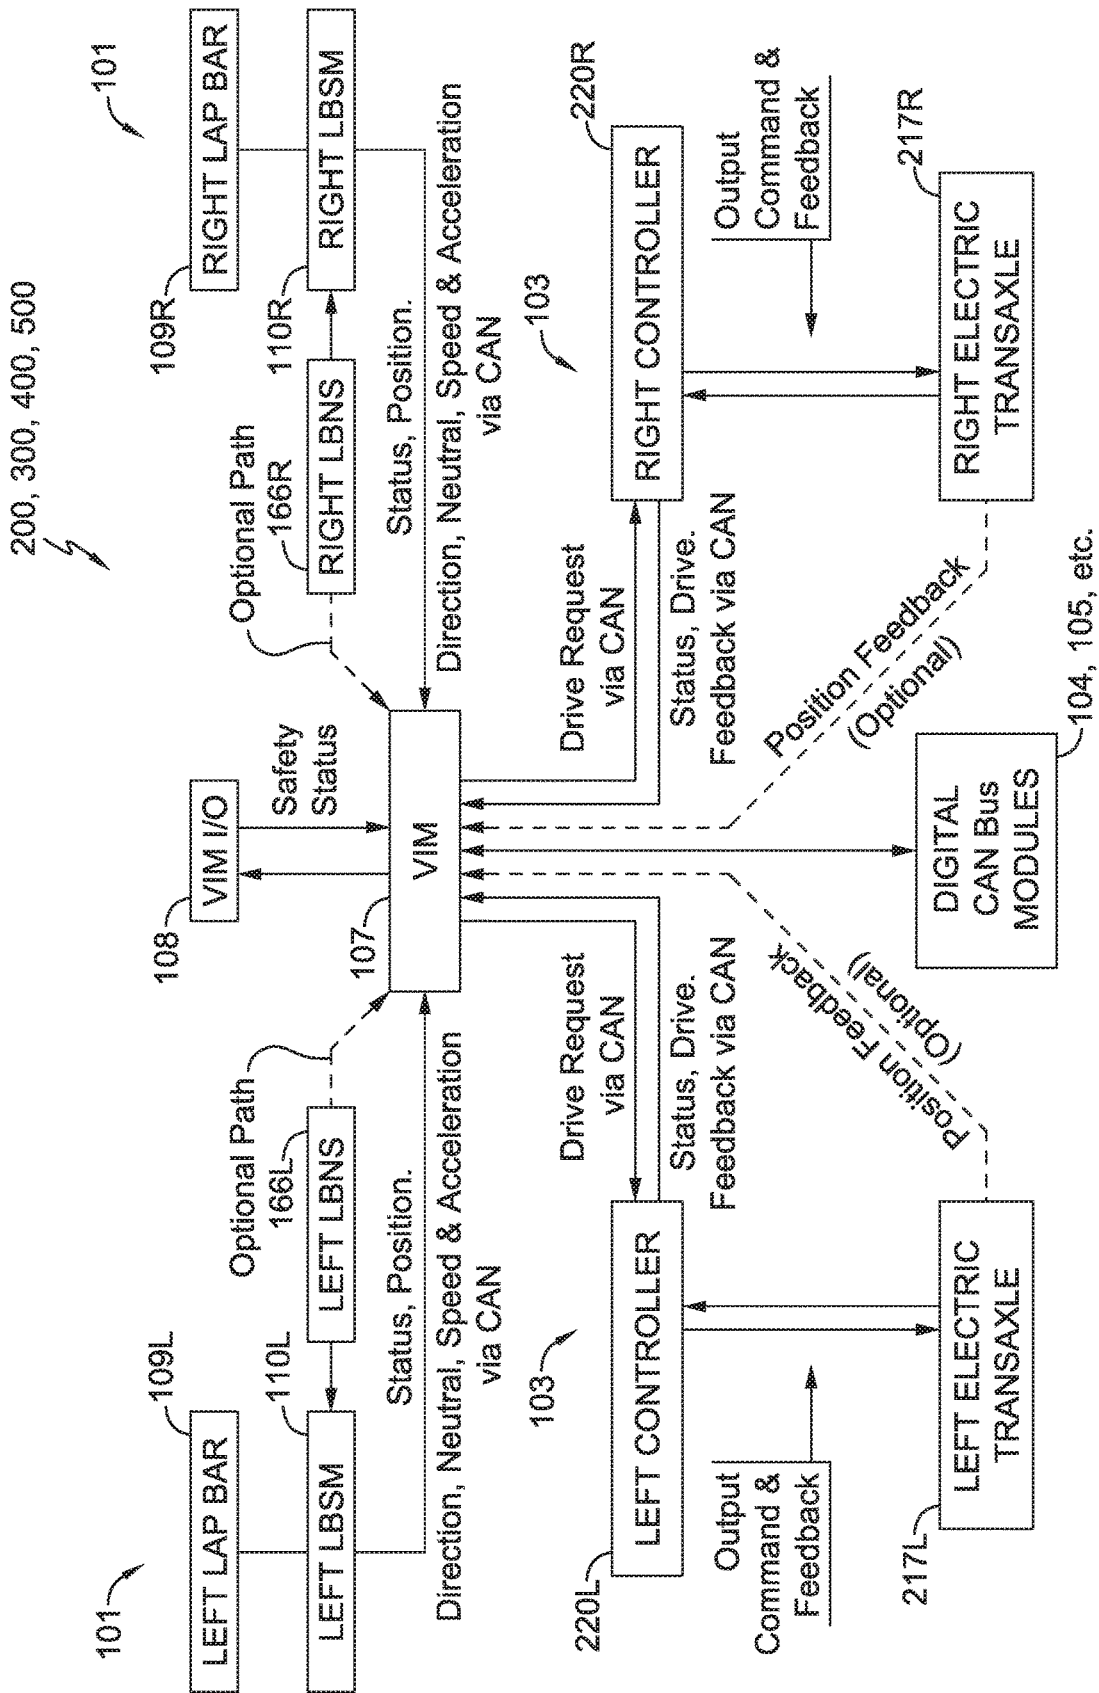 200, 300, 400, 500
101
LEFT LAP BAR
109L
LEFT LBSM
110L
LEFT LBNS
166L
Optional Path
Status, Position.
Direction, Neutral, Speed & Acceleration
via CAN
108
VIM I/O
Safety
Status
107
VIM
101
109R
RIGHT LAP BAR
110R
RIGHT LBSM
RIGHT LBNS
166R
Optional Path
Status, Position.
Direction, Neutral, Speed & Acceleration
via CAN
103
220L
LEFT CONTROLLER
Drive Request
via CAN
Status, Drive.
Feedback via CAN
Output
Command &
Feedback
217L
LEFT ELECTRIC
TRANSAXLE
Position Feedback
(Optional)
DIGITAL
CAN Bus
MODULES
104, 105, etc.
103
220R
RIGHT CONTROLLER
Drive Request
via CAN
Status, Drive.
Feedback via CAN
Output
Command &
Feedback
217R
RIGHT ELECTRIC
TRANSAXLE
Position Feedback
(Optional)